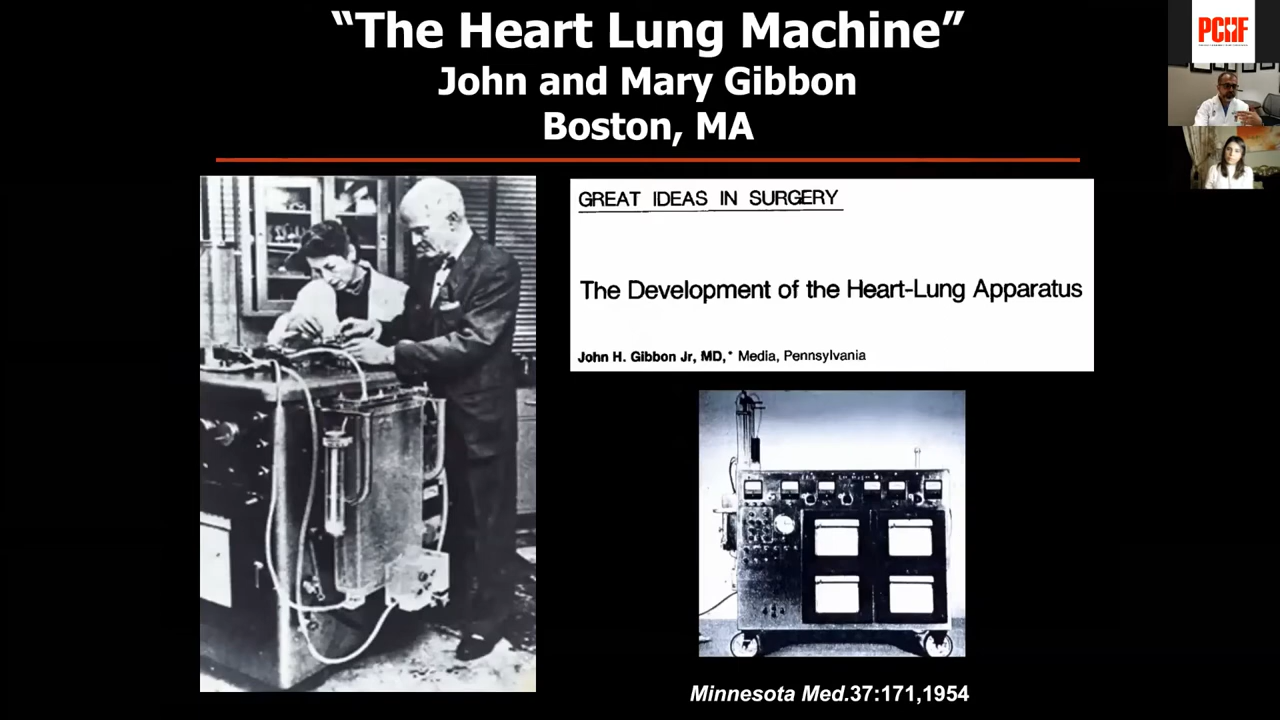 “The Heart Lung Machine”
John and Mary Gibbon
Boston, MA
PCHF
GREAT IDEAS IN SURGERY
The Development of the Heart-Lung Apparatus
John H. Gibbon Jr, MD,* Media, Pennsylvania
Minnesota Med.37:171,1954